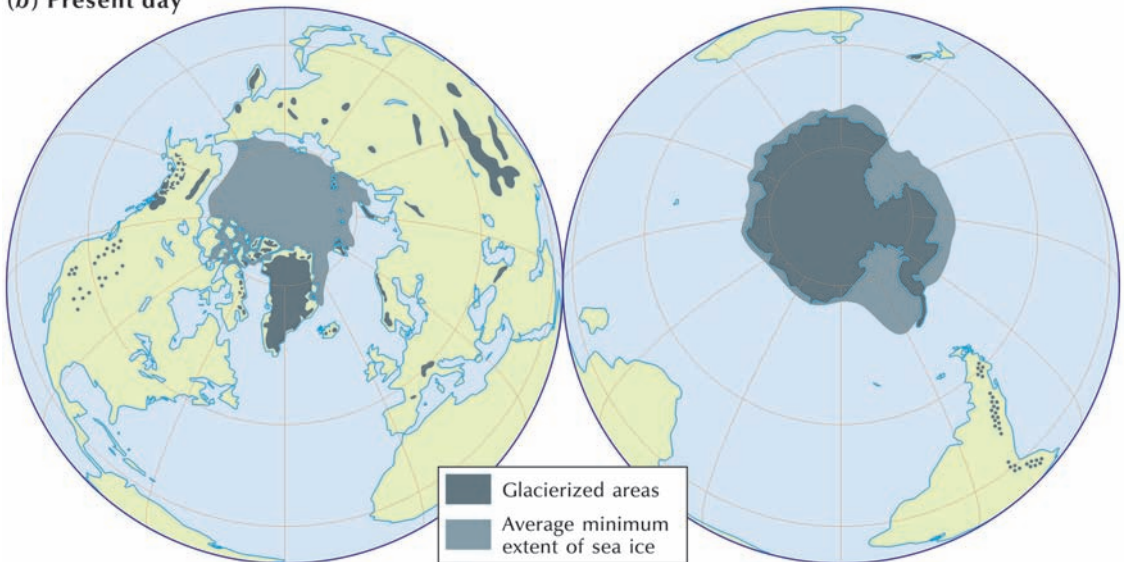 (b) Present day
Glacierized areas
Average minimum
extent of sea ice